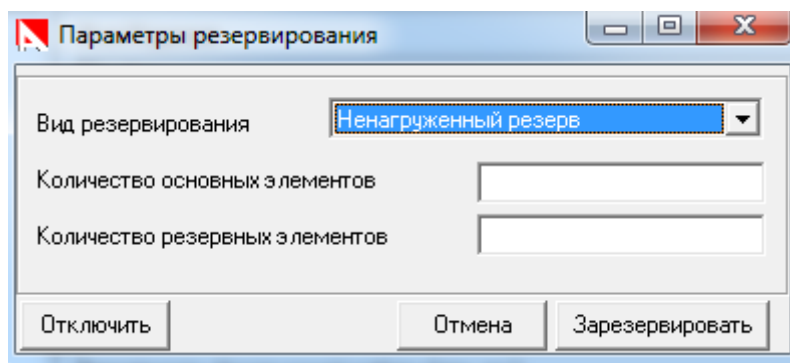 Параметры резервирования
Вид резервирования Ненагруженный резерв
Количество основных элементов
Количество резервных элементов
Отключить Отмена Зарезервировать